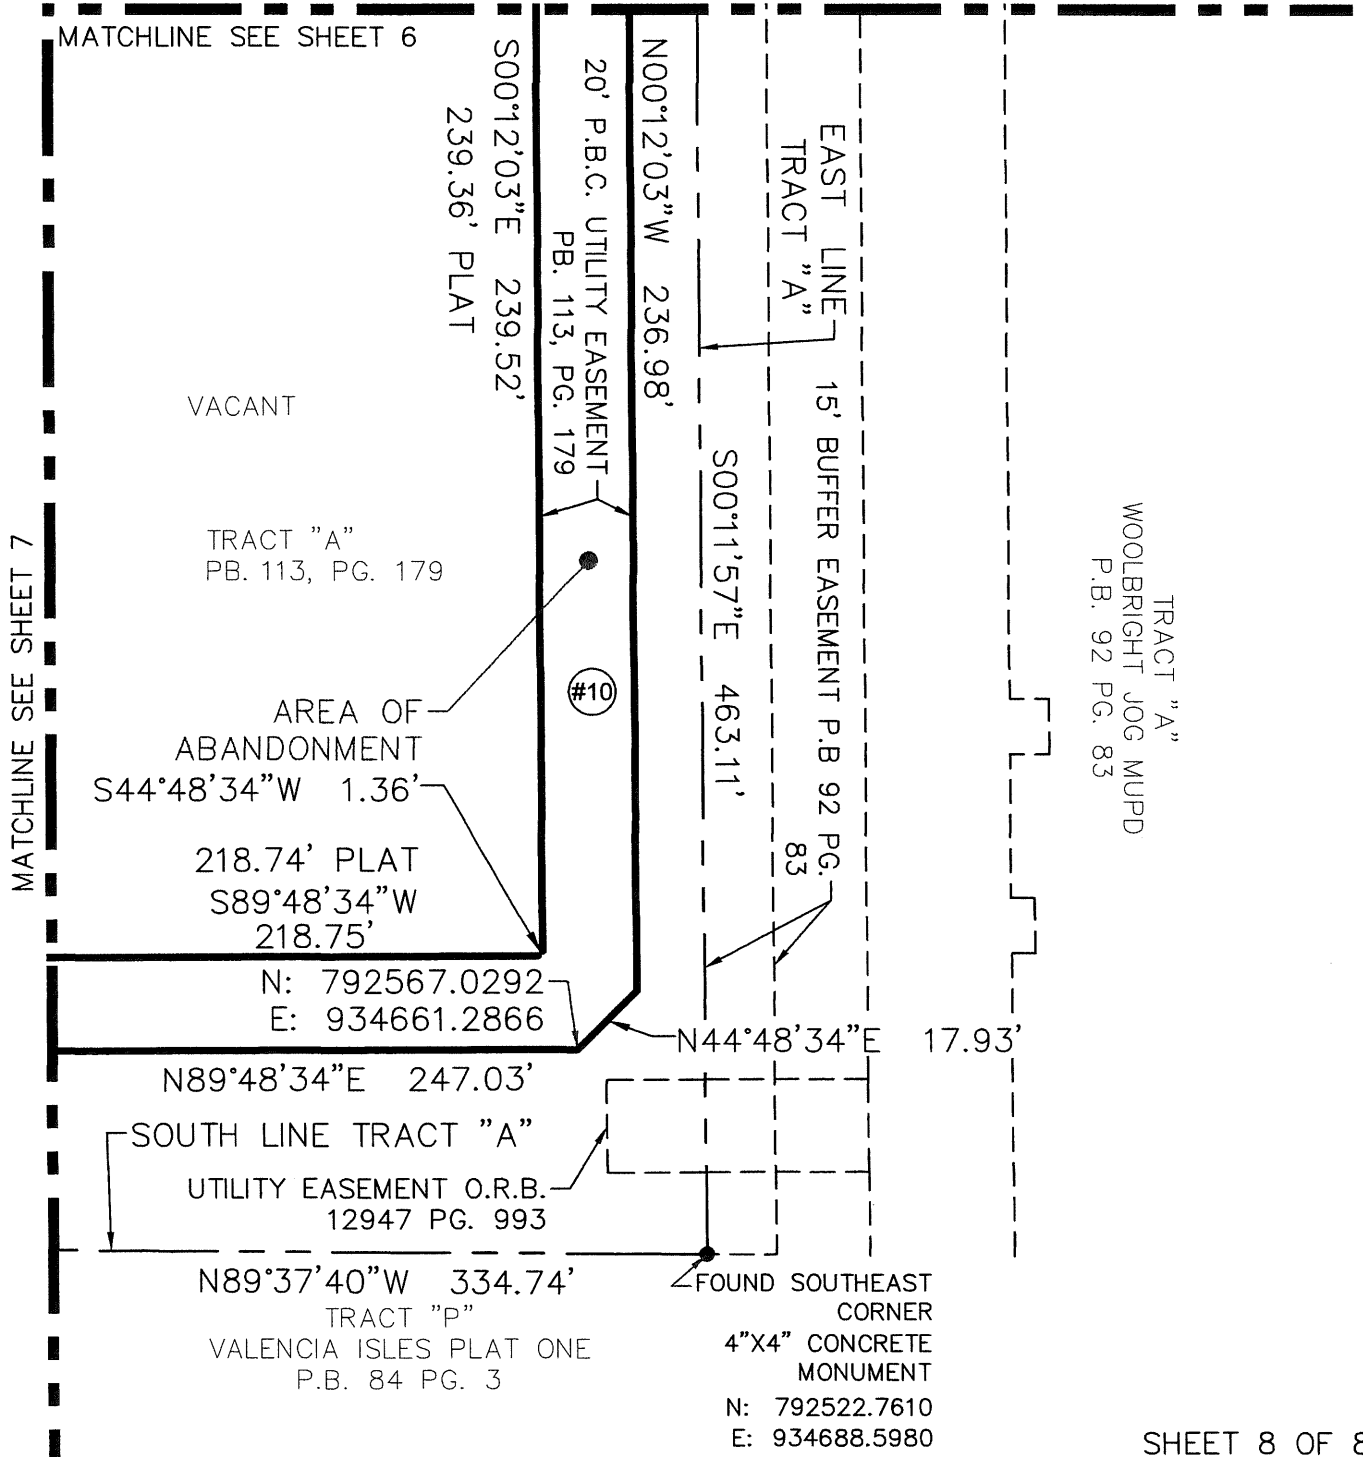 MATCHLINE SEE SHEET 6
S00°12'03"E 239.52'
239.36' PLAT
20' P.B.C. UTILITY EASEMENT
PB. 113, PG. 179
N00°12'03"W 236.98'
EAST LINE
TRACT "A"
S00°11'57"E 463.11'
15' BUFFER EASEMENT P.B 92 PG.
83
TRACT "A"
WOOLBRIGHT JOG MUPD
P.B. 92 PG. 83
MATCHLINE SEE SHEET 7
VACANT
TRACT "A"
PB. 113, PG. 179
#10
AREA OF
ABANDONMENT
S44°48'34"W 1.36'
218.74' PLAT
S89°48'34"W
218.75'
N: 792567.0292
E: 934661.2866
N44°48'34"E 17.93'
N89°48'34"E 247.03'
SOUTH LINE TRACT "A"
UTILITY EASEMENT O.R.B.
12947 PG. 993
N89°37'40"W 334.74'
TRACT "P"
VALENCIA ISLES PLAT ONE
P.B. 84 PG. 3
FOUND SOUTHEAST
CORNER
4"X4" CONCRETE
MONUMENT
N: 792522.7610
E: 934688.5980
SHEET 8 OF 8